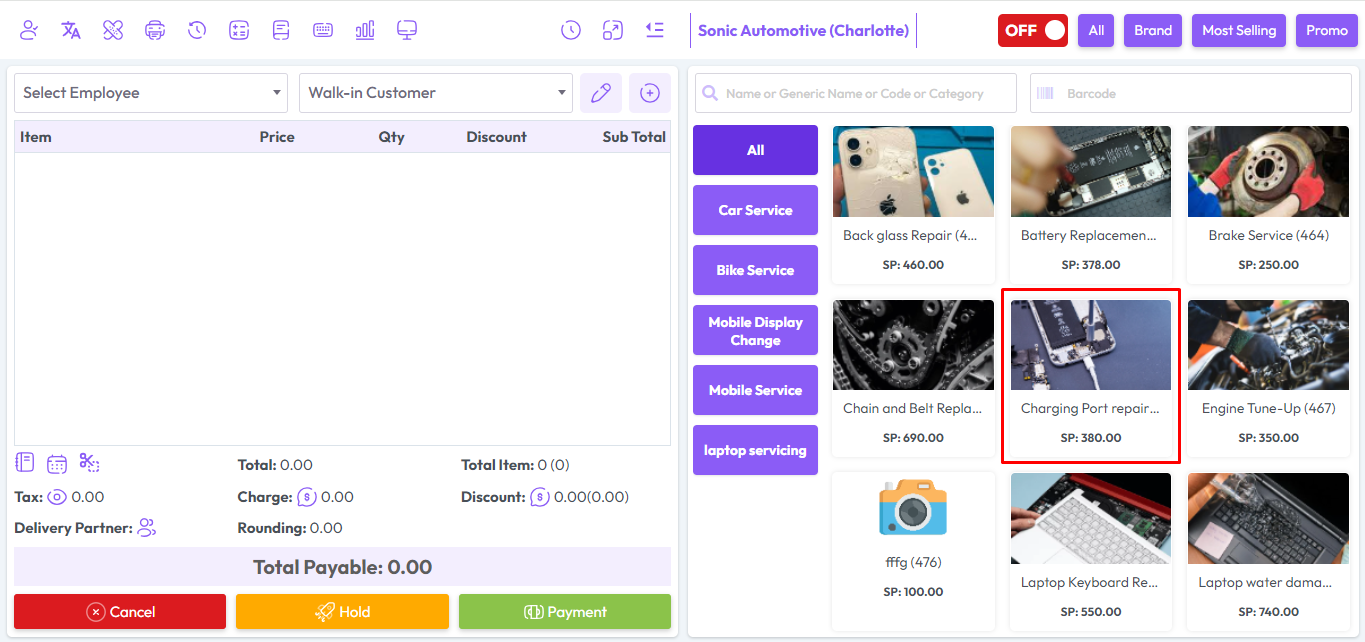 Sonic Automotive (Charlotte)
OFF
All
Brand
Most Selling
Promo
Select Employee
Walk-in Customer
Item Price Qty Discount Sub Total
Total: 0.00
Total Item: 0 (0)
Tax: 0.00
Charge: 0.00
Discount: 0.00(0.00)
Delivery Partner:
Rounding: 0.00
Total Payable: 0.00
Cancel
Hold
Payment
Name or Generic Name or Code or Category
Barcode
All
Car Service
Bike Service
Mobile Display
Change
Mobile Service
laptop servicing
Back glass Repair (4...
SP: 460.00
Battery Replacemen...
SP: 378.00
Brake Service (464)
SP: 250.00
Chain and Belt Repla...
SP: 690.00
Charging Port repair...
SP: 380.00
Engine Tune-Up (467)
SP: 350.00
fffg (476)
SP: 100.00
Laptop Keyboard Re...
SP: 550.00
Laptop water dama...
SP: 740.00